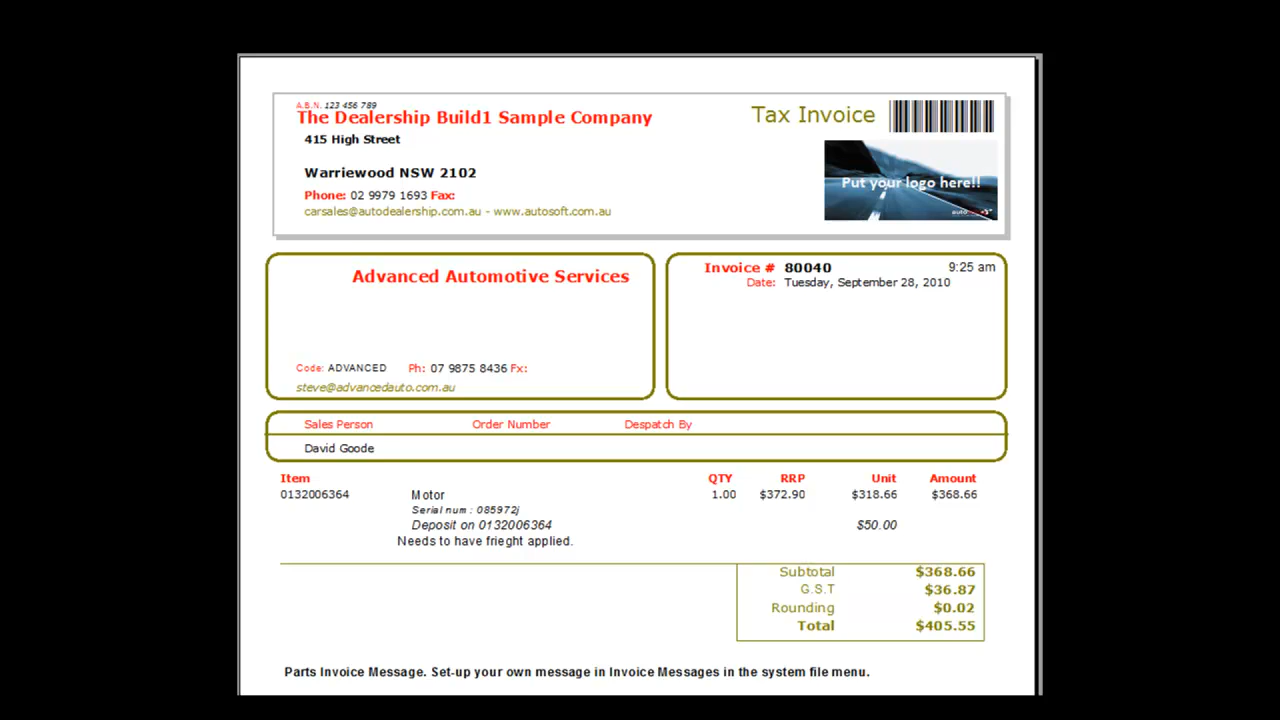 A.B.N. 123 456 789
The Dealership Build1 Sample Company
Tax Invoice
415 High Street
Warriewood NSW 2102
Put your logo here!!
Phone: 02 9979 1693 Fax:
carsales@autodealership.com.au - www.autosoft.com.au
Advanced Automotive Services
Invoice # 80040 9:25 am
Date: Tuesday, September 28, 2010
Code: ADVANCED Ph: 07 9875 8436 Fx:
steve@advancedauto.com.au
Sales Person Order Number Despatch By
David Goode
Item QTY RRP Unit Amount
0132006364 Motor 1.00 $372.90 $318.66 $368.66
Serial num : 085972j
Deposit on 0132006364 $50.00
Needs to have frieght applied.
Subtotal $368.66
G.S.T $36.87
Rounding $0.02
Total $405.55
Parts Invoice Message. Set-up your own message in Invoice Messages in the system file menu.